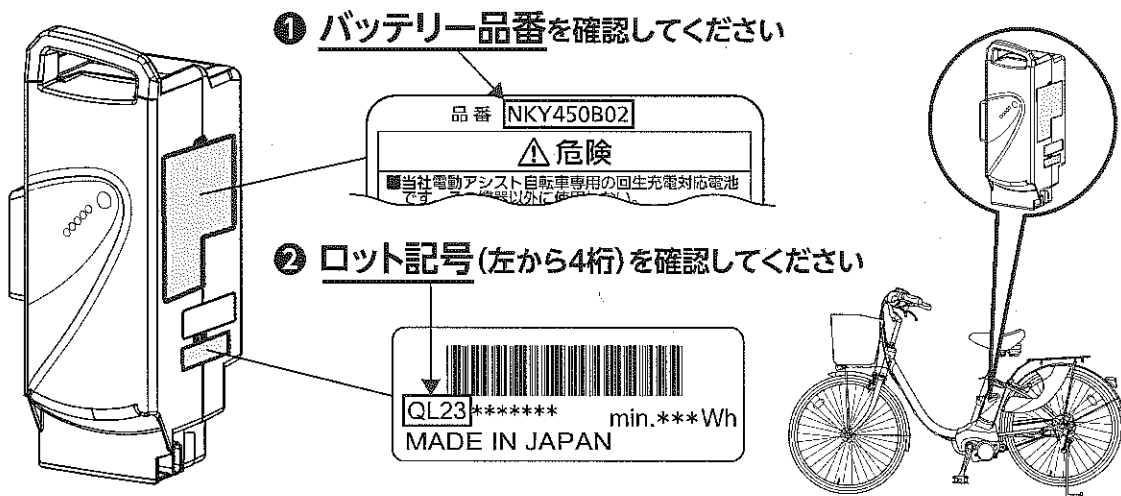 ❶ バッテリー品番を確認してください
品番 NKY450B02
⚠危険
■当社電動アシスト自転車専用の回生充電対応電池
です
❷ ロット記号(左から4桁)を確認してください
QL23******* min.***Wh
MADE IN JAPAN